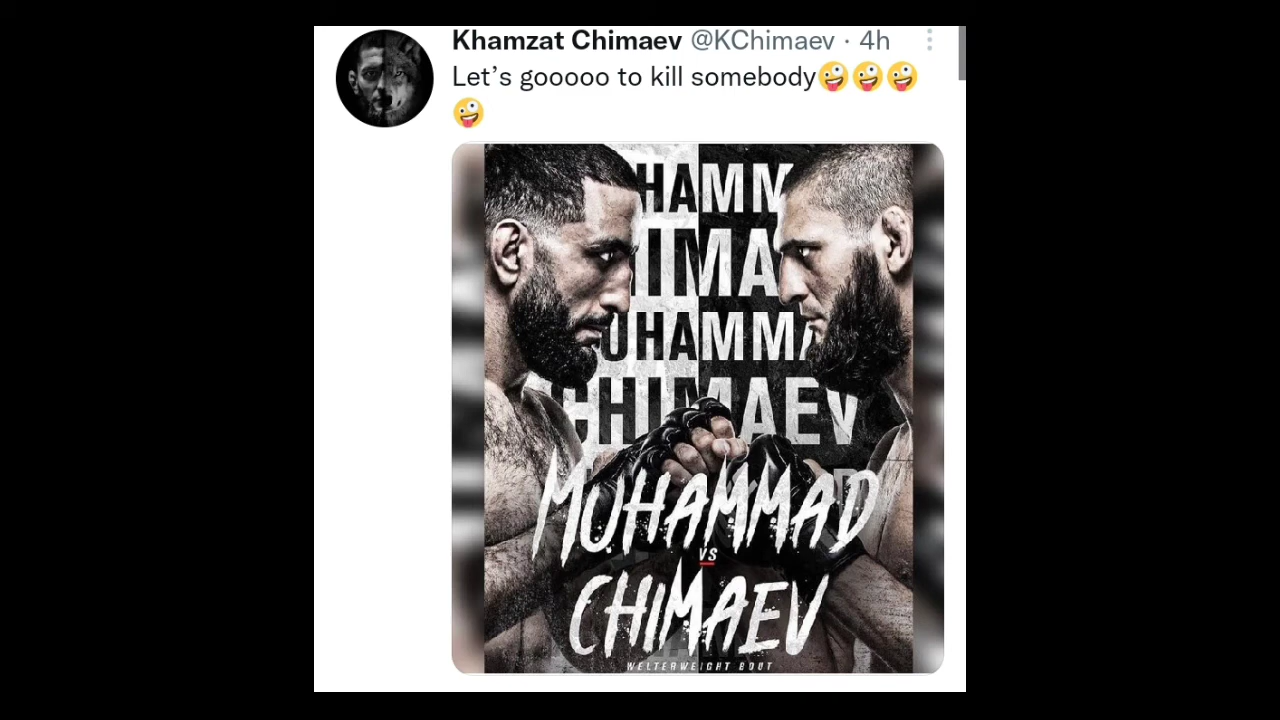 Khamzat Chimaev @KChimaev · 4h
Let's gooooo to kill somebody🤪🤪🤪
🤪
HAMM
IMA
UHAMMA
CHIMAEV
MUHAMMAD
VS
CHIMAEV
WELTERWEIGHT BOUT